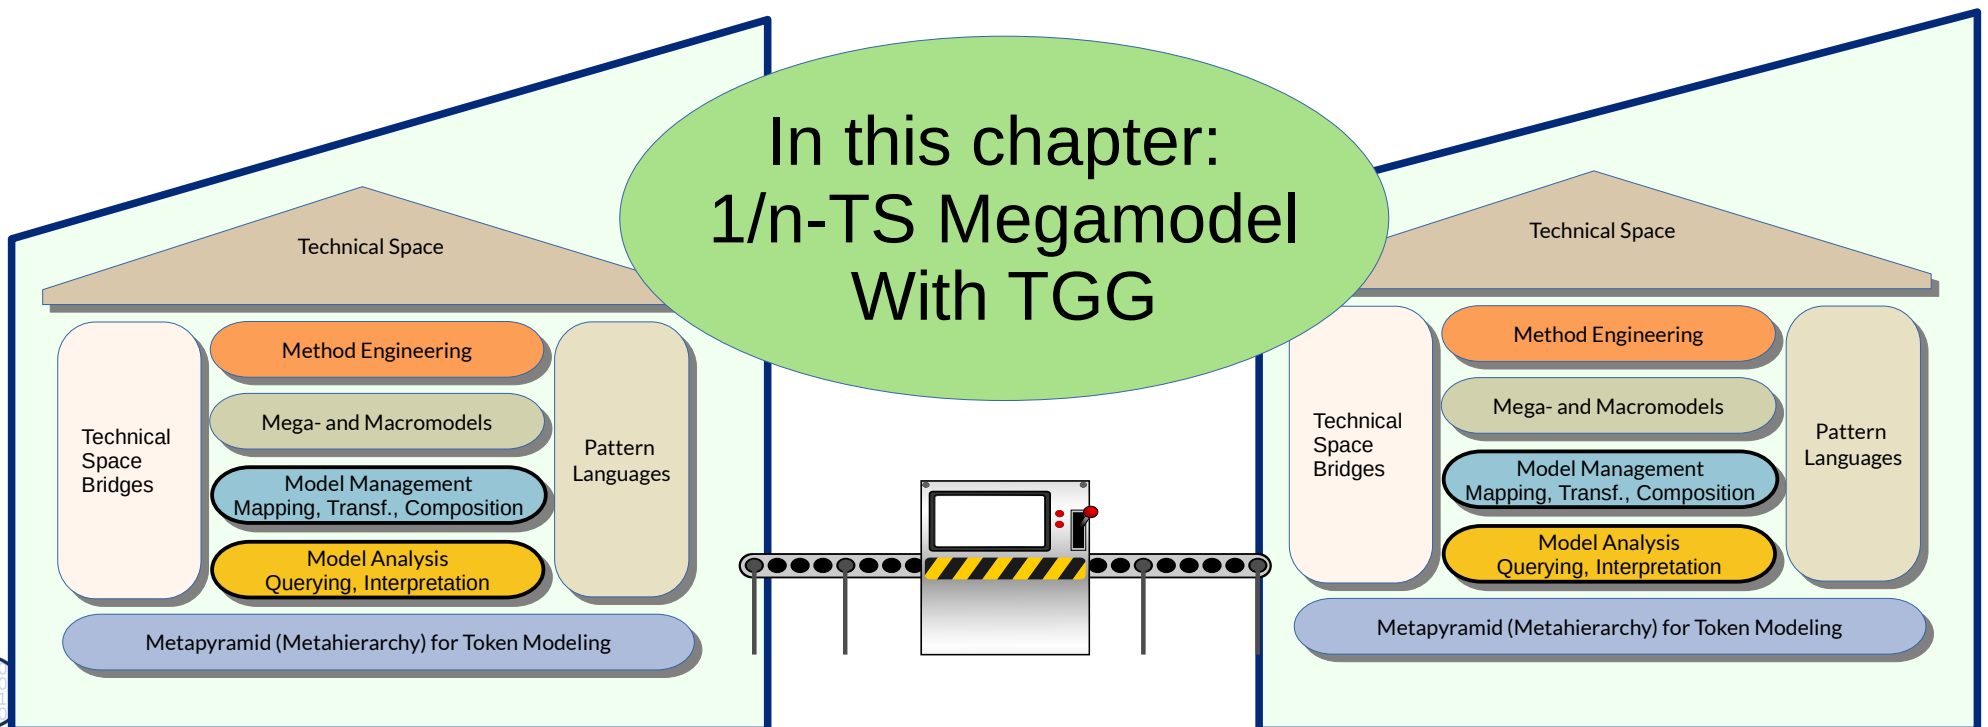 In this chapter:
1/n-TS Megamodel
With TGG
Technical Space
Method Engineering
Mega- and Macromodels
Technical
Space
Bridges
Pattern
Languages
Model Management
Mapping, Transf., Composition
Model Analysis
Querying, Interpretation
Metapyramid (Metahierarchy) for Token Modeling
Technical Space
Method Engineering
Mega- and Macromodels
Technical
Space
Bridges
Pattern
Languages
Model Management
Mapping, Transf., Composition
Model Analysis
Querying, Interpretation
Metapyramid (Metahierarchy) for Token Modeling